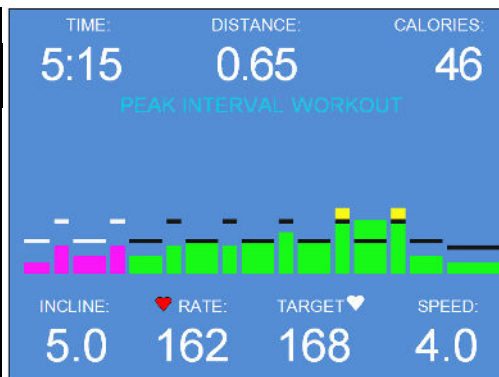 TIME: DISTANCE: CALORIES:
5:15 0.65 46
PEAK INTERVAL WORKOUT
INCLINE: RATE: TARGET SPEED:
5.0 162 168 4.0